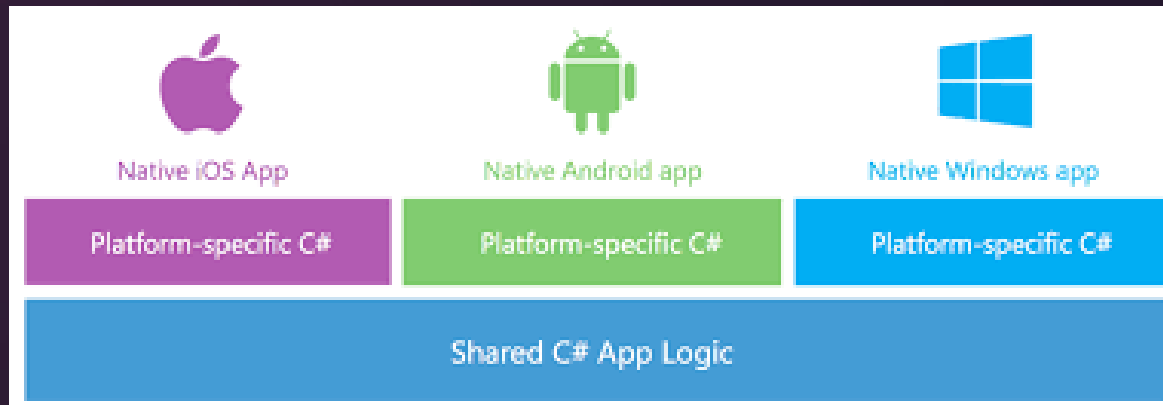 Native iOS App
Native Android app
Native Windows app
Platform-specific C#
Platform-specific C#
Platform-specific C#
Shared C# App Logic